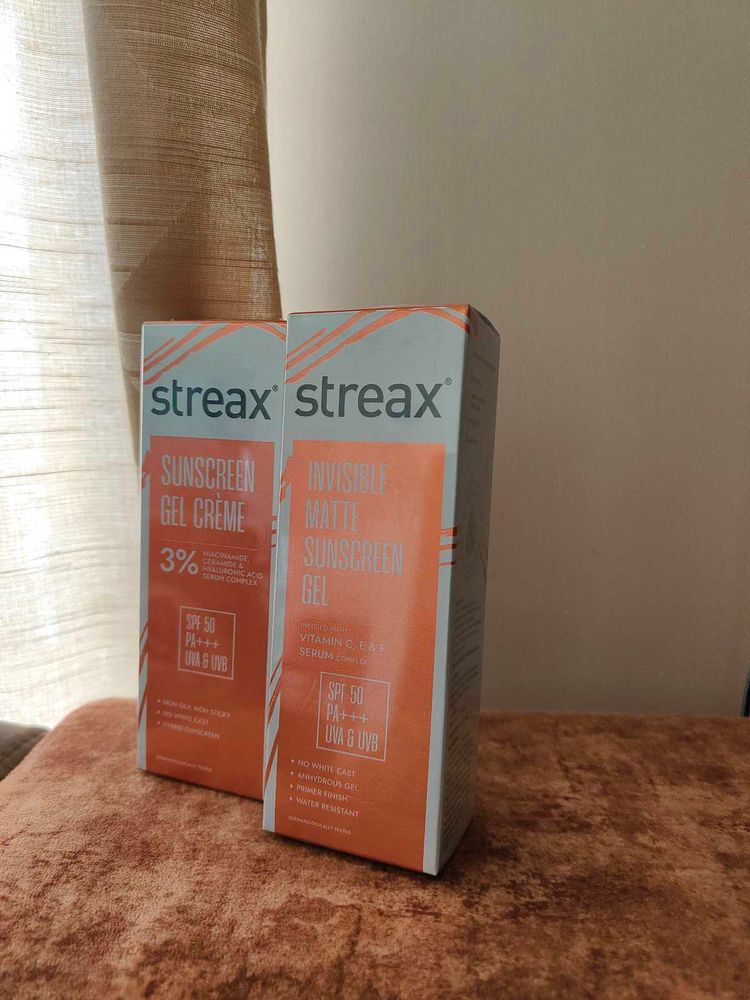 streax®
SUNSCREEN
GEL CRÈME
3%
NIACINAMIDE,
CERAMIDE &
HYALURONIC ACID
SERUM COMPLEX
SPF 50
PA+++
UVA & UVB
• NON OILY, NON STICKY
• NO WHITE CAST
• HYBRID SUNSCREEN
DERMATOLOGICALLY TESTED
streax®
INVISIBLE
MATTE
SUNSCREEN
GEL
INFUSED WITH
VITAMIN C, E & F
SERUM COMPLEX
SPF 50
PA+++
UVA & UVB
• NO WHITE CAST
• ANHYDROUS GEL
• PRIMER FINISH
• WATER RESISTANT
DERMATOLOGICALLY TESTED